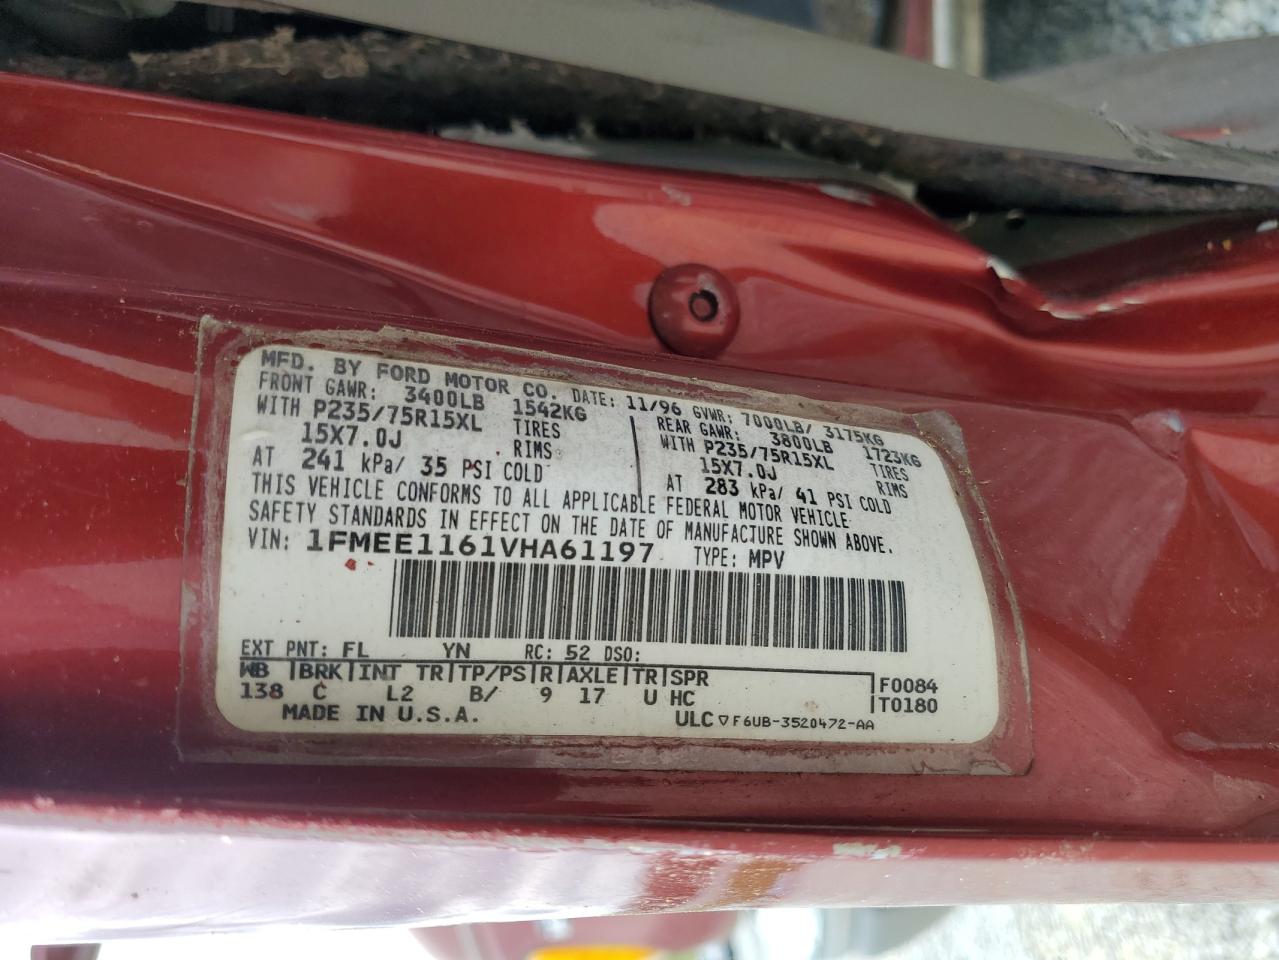 MFD. BY FORD MOTOR CO. DATE: 11/96 GVWR: 7000LB/ 3175KG
FRONT GAWR: 3400LB 1542KG REAR GAWR: 3800LB 1723KG
WITH P235/75R15XL TIRES WITH P235/75R15XL TIRES
15X7.0J RIMS 15X7.0J RIMS
AT 241 kPa/ 35 PSI COLD AT 283 kPa/ 41 PSI COLD
THIS VEHICLE CONFORMS TO ALL APPLICABLE FEDERAL MOTOR VEHICLE
SAFETY STANDARDS IN EFFECT ON THE DATE OF MANUFACTURE SHOWN ABOVE.
VIN: 1FMEE1161VHA61197 TYPE: MPV
EXT PNT: FL YN RC: 52 DSO:
WB BRK INT TR TP/PS R AXLE TR SPR F0084
138 C L2 B/ 9 17 U HC T0180
MADE IN U.S.A. ULC ▽ F6UB-3520472-AA